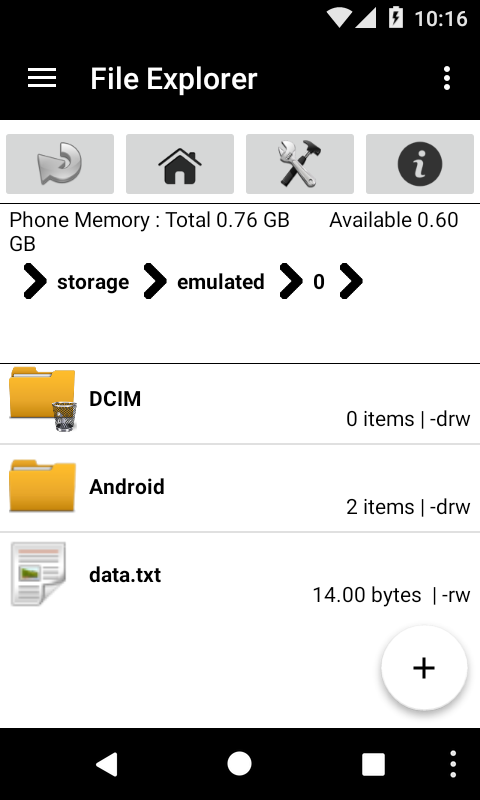 10:16
File Explorer
Phone Memory : Total 0.76 GB Available 0.60
GB
storage emulated 0
DCIM
0 items | -drw
Android
2 items | -drw
data.txt
14.00 bytes | -rw